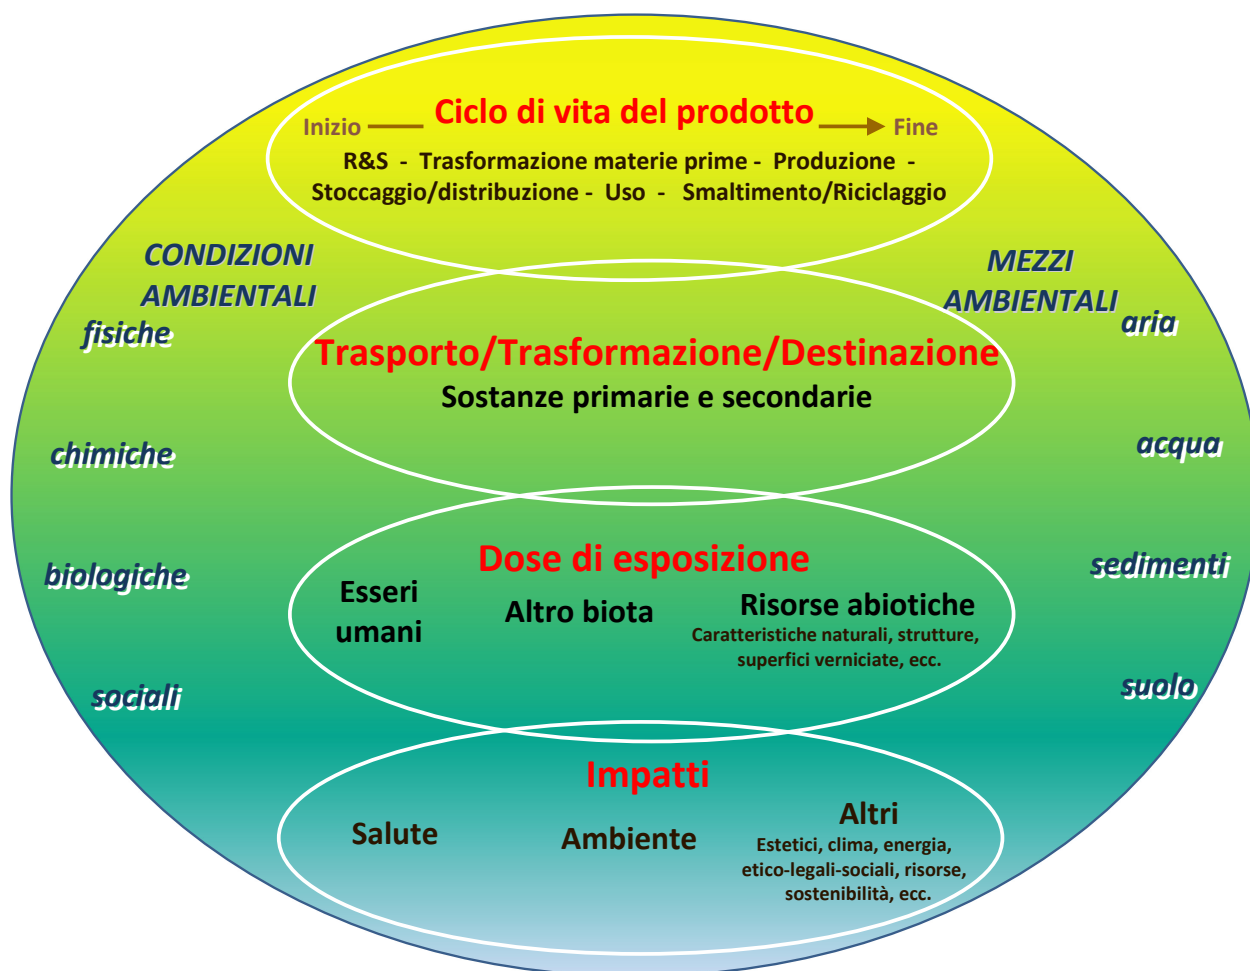 Ciclo di vita del prodotto
Inizio
Fine
R&S - Trasformazione materie prime - Produzione -
Stoccaggio/distribuzione - Uso - Smaltimento/Riciclaggio
CONDIZIONI
AMBIENTALI
fisiche
chimiche
biologiche
sociali
MEZZI
AMBIENTALI
aria
acqua
sedimenti
suolo
Trasporto/Trasformazione/Destinazione
Sostanze primarie e secondarie
Dose di esposizione
Esseri
umani
Altro biota
Risorse abiotiche
Caratteristiche naturali, strutture,
superfici verniciate, ecc.
Impatti
Salute
Ambiente
Altri
Estetici, clima, energia,
etico-legali-sociali, risorse,
sostenibilità, ecc.